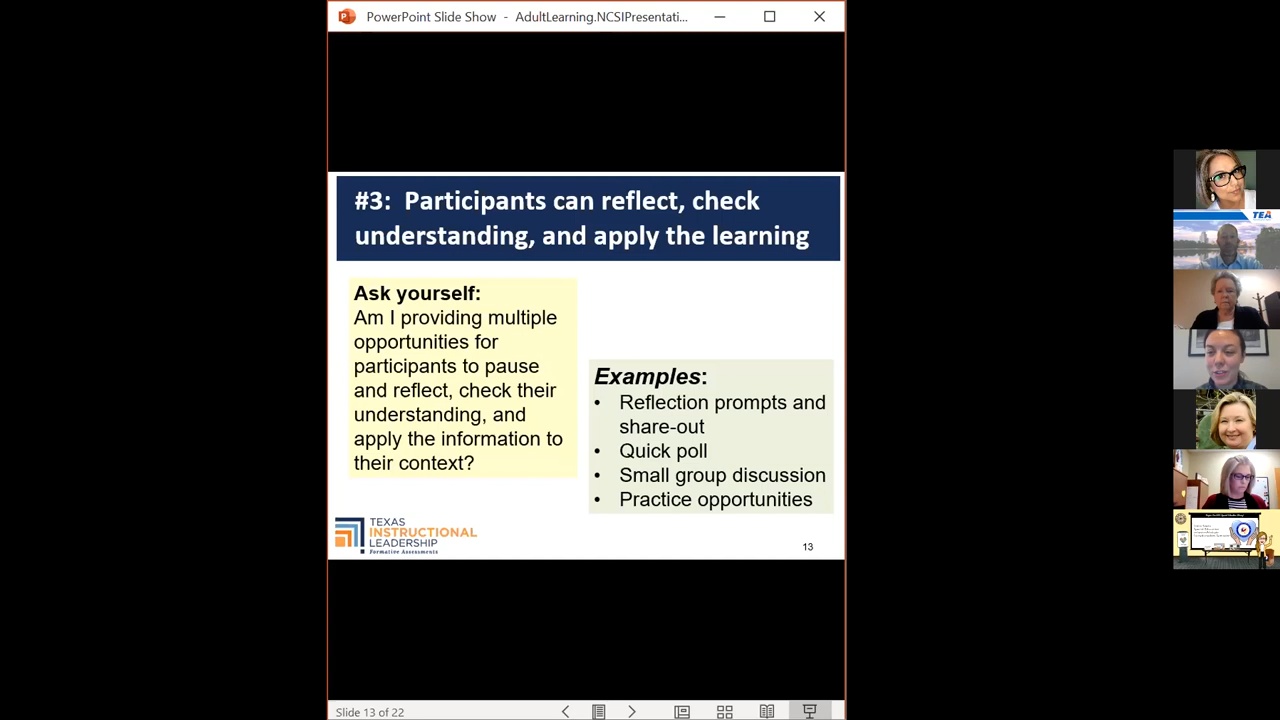 PowerPoint Slide Show - AdultLearning.NCSIPresentati...
#3: Participants can reflect, check
understanding, and apply the learning
Ask yourself:
Am I providing multiple
opportunities for
participants to pause
and reflect, check their
understanding, and
apply the information to
their context?
Examples:
• Reflection prompts and
share-out
• Quick poll
• Small group discussion
• Practice opportunities
TEXAS
INSTRUCTIONAL
LEADERSHIP
Formative Assessments
13
Slide 13 of 22
TEA